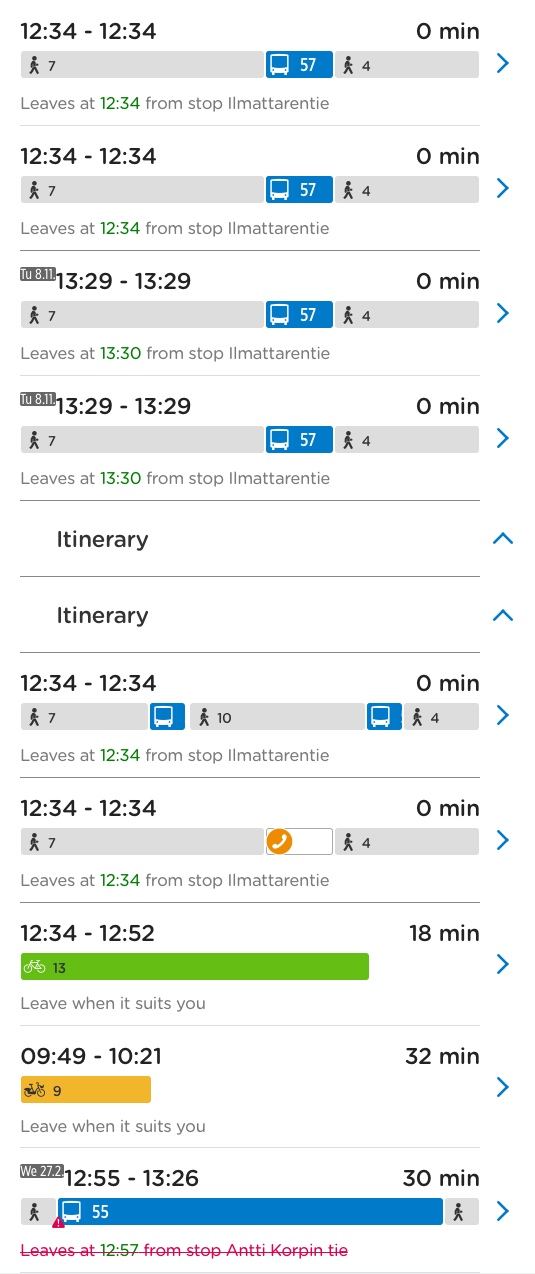 12:34 - 12:34 0 min
7 57 4
Leaves at 12:34 from stop Ilmattarentie
12:34 - 12:34 0 min
7 57 4
Leaves at 12:34 from stop Ilmattarentie
Tu 8.11. 13:29 - 13:29 0 min
7 57 4
Leaves at 13:30 from stop Ilmattarentie
Tu 8.11. 13:29 - 13:29 0 min
7 57 4
Leaves at 13:30 from stop Ilmattarentie
Itinerary
Itinerary
12:34 - 12:34 0 min
7 10 4
Leaves at 12:34 from stop Ilmattarentie
12:34 - 12:34 0 min
7 4
Leaves at 12:34 from stop Ilmattarentie
12:34 - 12:52 18 min
13
Leave when it suits you
09:49 - 10:21 32 min
9
Leave when it suits you
We 27.2. 12:55 - 13:26 30 min
55
Leaves at 12:57 from stop Antti Korpin tie